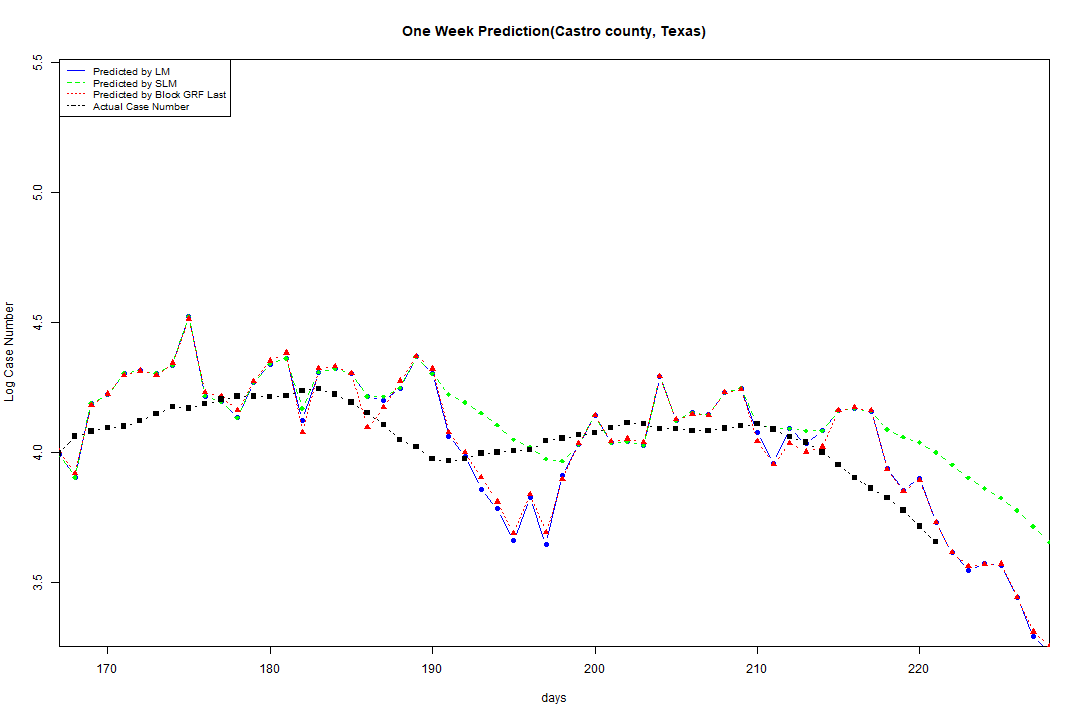 One Week Prediction(Castro county, Texas)
Predicted by LM
Predicted by SLM
Predicted by Block GRF Last
Actual Case Number
5.5
5.0
4.5
4.0
3.5
Log Case Number
170 180 190 200 210 220
days